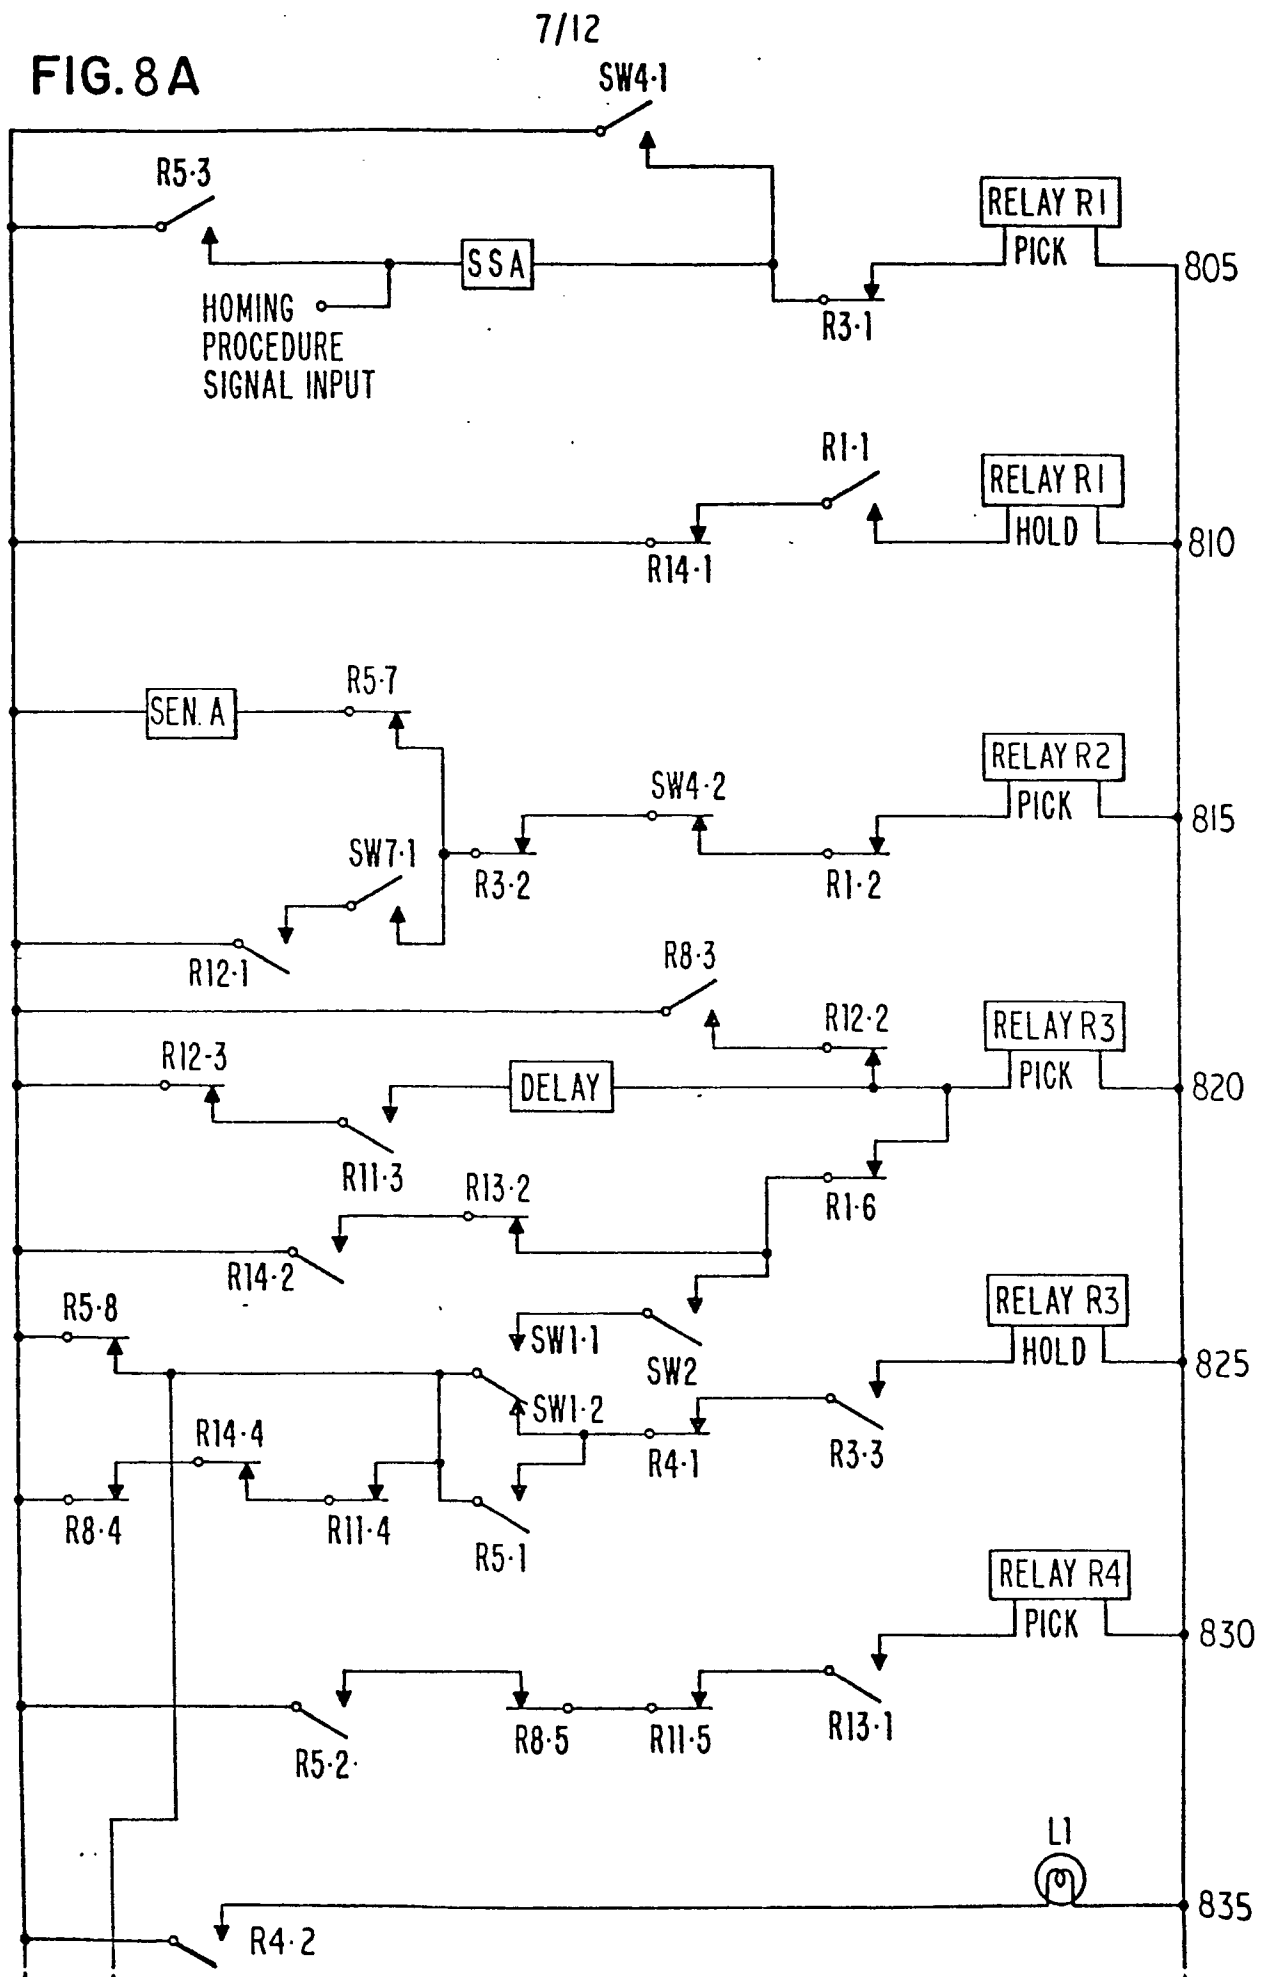 7/12
FIG. 8A
SW4·1
R5·3
RELAY R1
PICK
805
SSA
HOMING
PROCEDURE
SIGNAL INPUT
R3·1
R1·1
RELAY R1
HOLD
810
R14·1
R5·7
SEN. A
RELAY R2
PICK
815
SW4·2
SW7·1
R3·2
R1·2
R12·1
R8·3
R12·2
RELAY R3
PICK
820
R12-3
DELAY
R11·3
R13·2
R1·6
R14·2
R5·8
SW1·1
SW2
RELAY R3
HOLD
825
SW1·2
R14·4
R4·1
R3·3
R8·4
R11·4
R5·1
RELAY R4
PICK
830
R5·2
R8·5
R11·5
R13·1
L1
835
R4·2